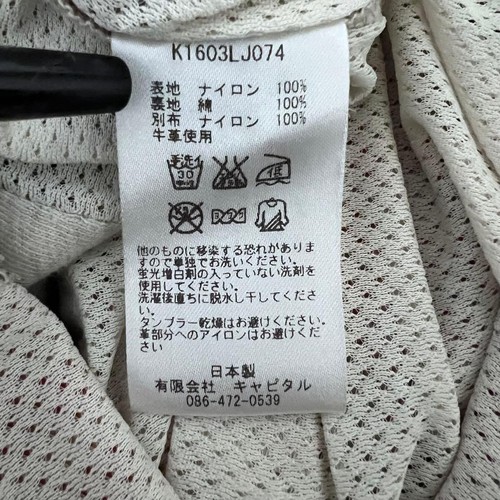 K1603LJ074
表地 ナイロン 100%
裏地 綿 100%
別布 ナイロン 100%
牛革使用
手洗イ
30
中性
低
他のものに移染する恐れがありま
すので単独でお洗いください。
蛍光増白剤の入っていない洗剤を
使用してください。
洗濯後直ちに脱水し干してくださ
い。
タンブラー乾燥はお避けください。
革部分へのアイロンはお避けくだ
さい
日本製
有限会社 キャピタル
086-472-0539